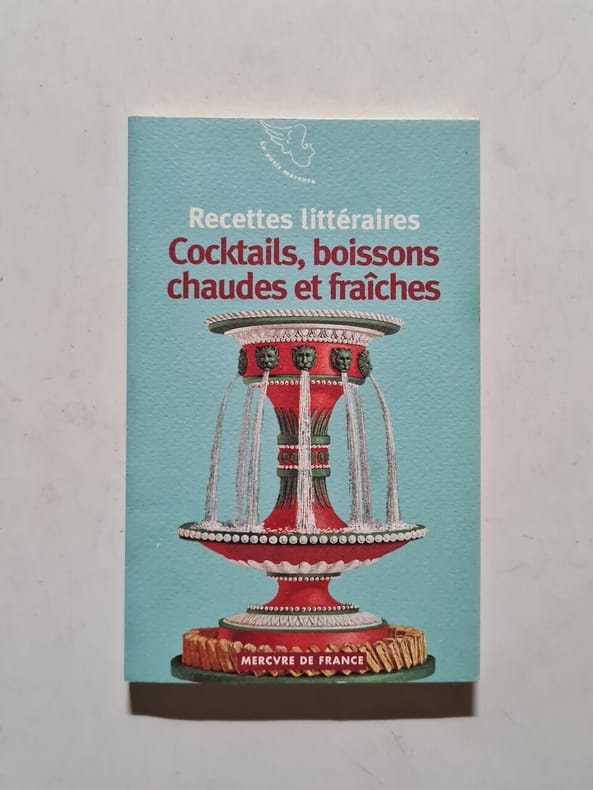 Le petit mercure
Recettes littéraires
Cocktails, boissons
chaudes et fraîches
MERCVRE DE FRANCE